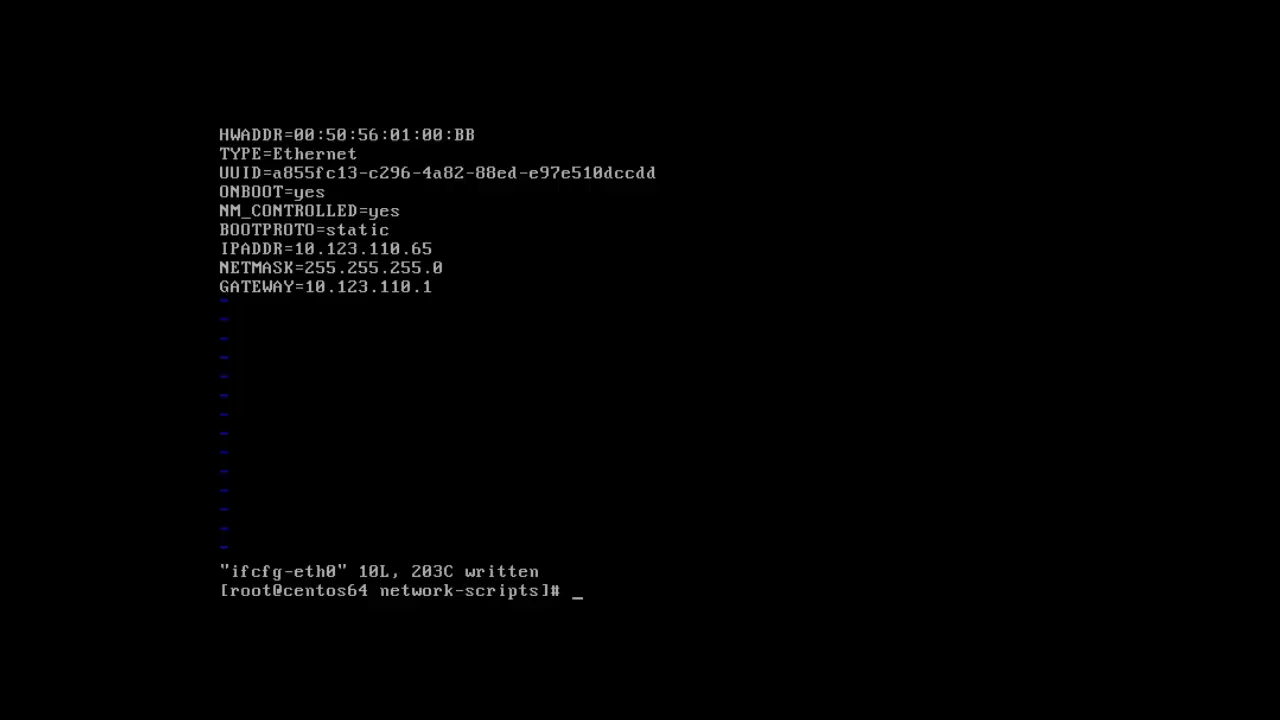 HWADDR=00:50:56:01:00:BB
TYPE=Ethernet
UUID=a855fc13-c296-4a82-88ed-e97e510dccdd
ONBOOT=yes
NM_CONTROLLED=yes
BOOTPROTO=static
IPADDR=10.123.110.65
NETMASK=255.255.255.0
GATEWAY=10.123.110.1
~
~
~
~
~
~
~
~
~
~
~
~
~
~
"ifcfg-eth0" 10L, 203C written
[root@centos64 network-scripts]# _